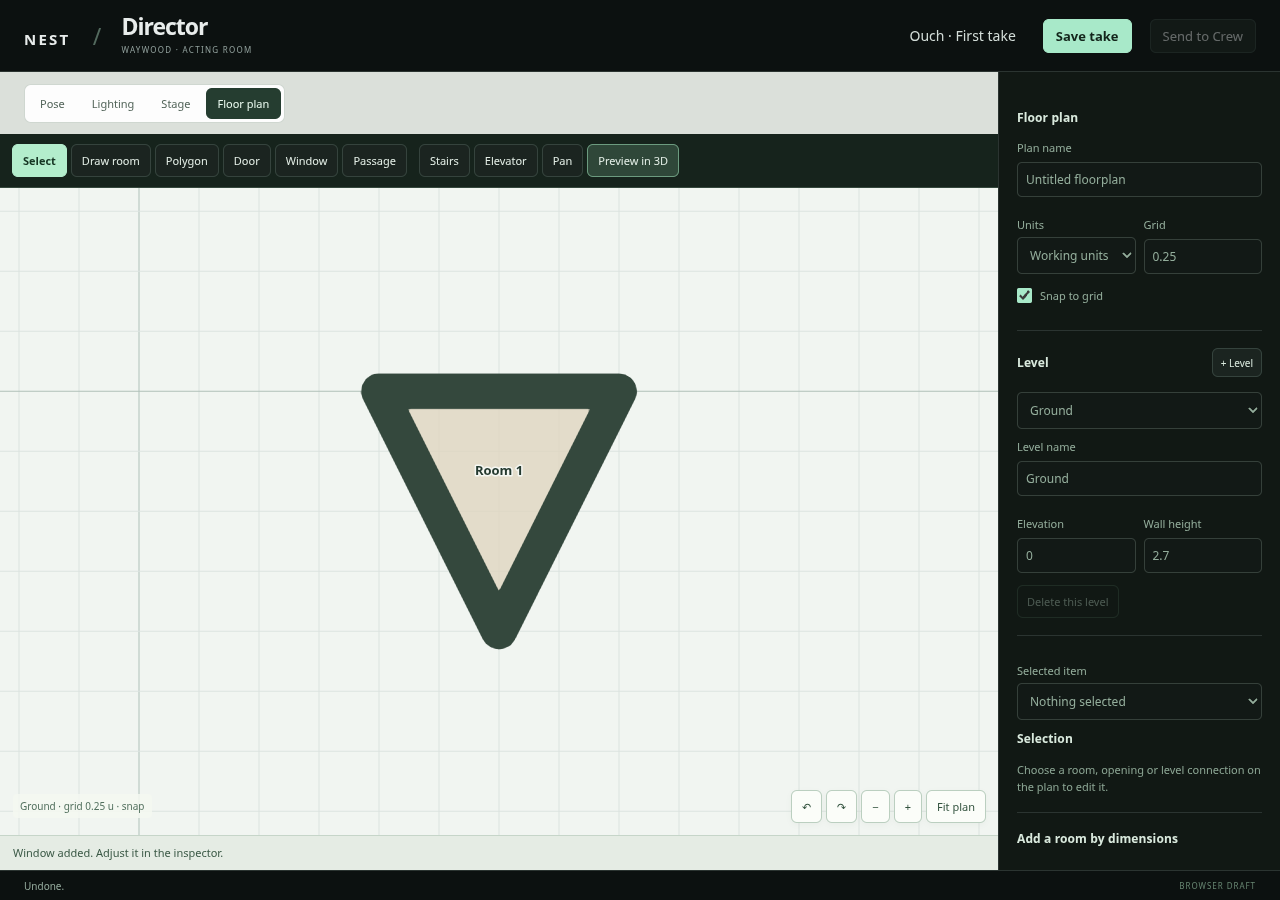 NEST / Director
WAYWOOD · ACTING ROOM
Ouch · First take
Save take
Send to Crew
Pose
Lighting
Stage
Floor plan
Select
Draw room
Polygon
Door
Window
Passage
Stairs
Elevator
Pan
Preview in 3D
Room 1
Ground · grid 0.25 u · snap
↶
↷
−
+
Fit plan
Window added. Adjust it in the inspector.
Floor plan
Plan name
Untitled floorplan
Units
Grid
Working units
0.25
Snap to grid
Level
+ Level
Ground
Level name
Ground
Elevation
Wall height
0
2.7
Delete this level
Selected item
Nothing selected
Selection
Choose a room, opening or level connection on
the plan to edit it.
Add a room by dimensions
Undone.
BROWSER DRAFT